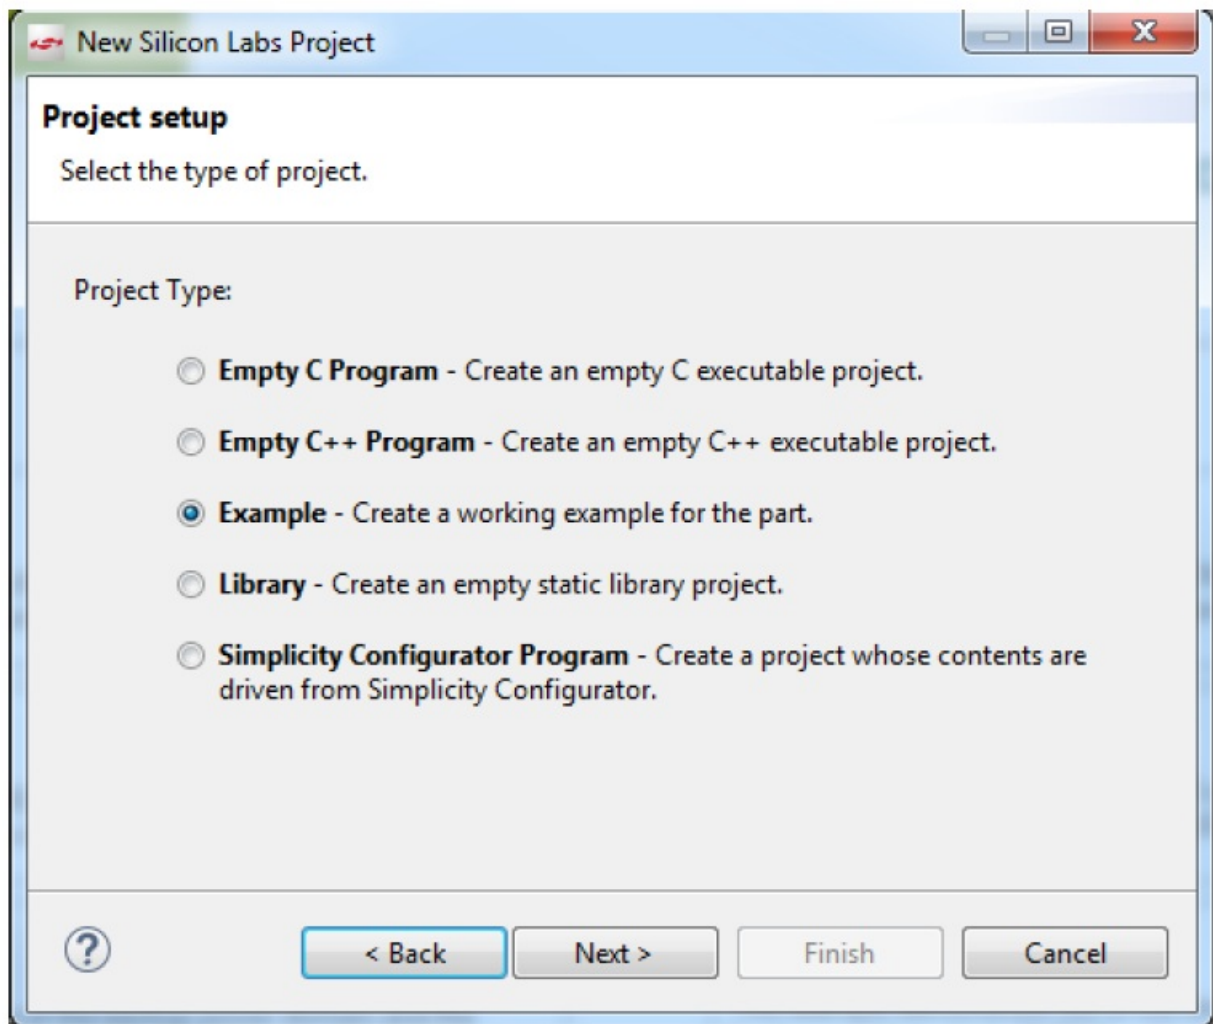 New Silicon Labs Project
Project setup
Select the type of project.
Project Type:
Empty C Program - Create an empty C executable project.
Empty C++ Program - Create an empty C++ executable project.
Example - Create a working example for the part.
Library - Create an empty static library project.
Simplicity Configurator Program - Create a project whose contents are
driven from Simplicity Configurator.
? < Back Next > Finish Cancel